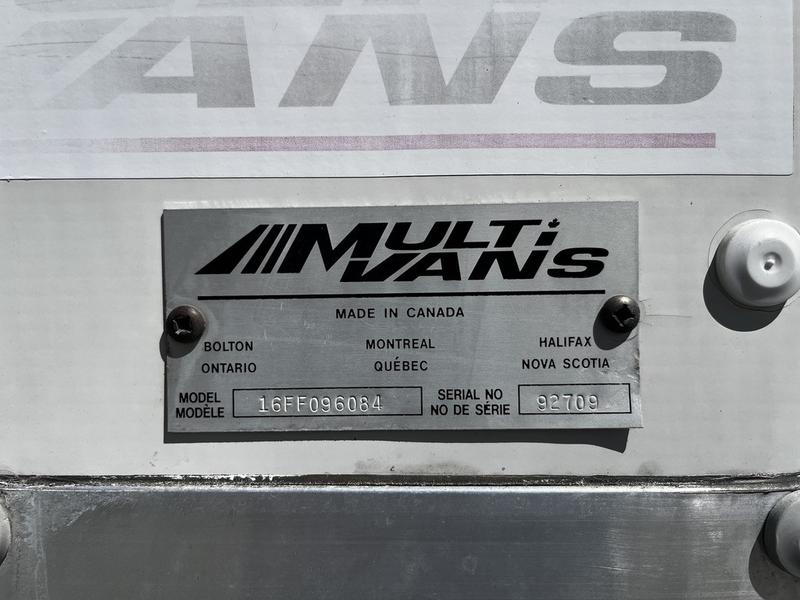 ANS
MULTI
VANS
MADE IN CANADA
BOLTON MONTREAL HALIFAX
ONTARIO QUÉBEC NOVA SCOTIA
MODEL 16FF096084 SERIAL NO 92709
MODÈLE NO DE SÉRIE